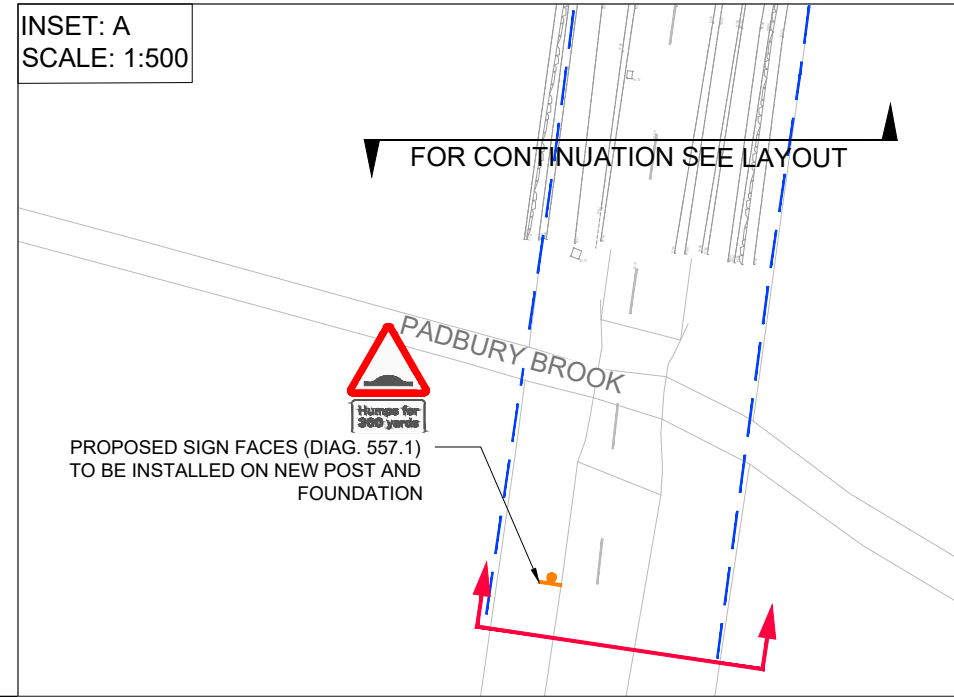 INSET: A
SCALE: 1:500
FOR CONTINUATION SEE LAYOUT
PADBURY BROOK
Humps for
360 yards
PROPOSED SIGN FACES (DIAG. 557.1)
TO BE INSTALLED ON NEW POST AND
FOUNDATION